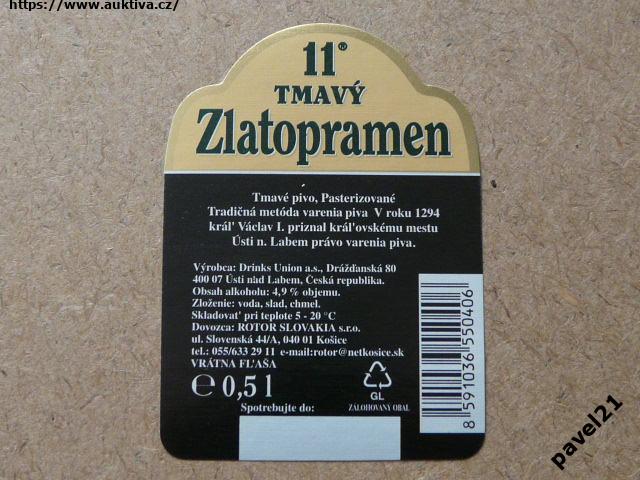 https://www.auktiva.cz/
11®
TMAVÝ
Zlatopramen
Tmavé pivo, Pasterizované
Tradičná metóda varenia piva V roku 1294
kráľ Václav I. priznal kráľovskému mestu
Ústi n. Labem právo varenia piva.
Výrobca: Drinks Union a.s., Drážďanská 80
400 07 Ústi nad Labem, Česká republika.
Obsah alkoholu: 4,9 % objemu.
Zloženie: voda, slad, chmel.
Skladovať pri teplote 5 - 20 °C
Dovozca: ROTOR SLOVAKIA s.r.o.
ul. Slovenská 44/A, 040 01 Košice
tel.: 055/633 29 11 e-mail:rotor@netkosice.sk
VRÁTNA FĽAŠA
℮ 0,5 l
GL
ZÁLOHOVANÝ OBAL
Spotrebujte do:
8 591036 550406
pavel21